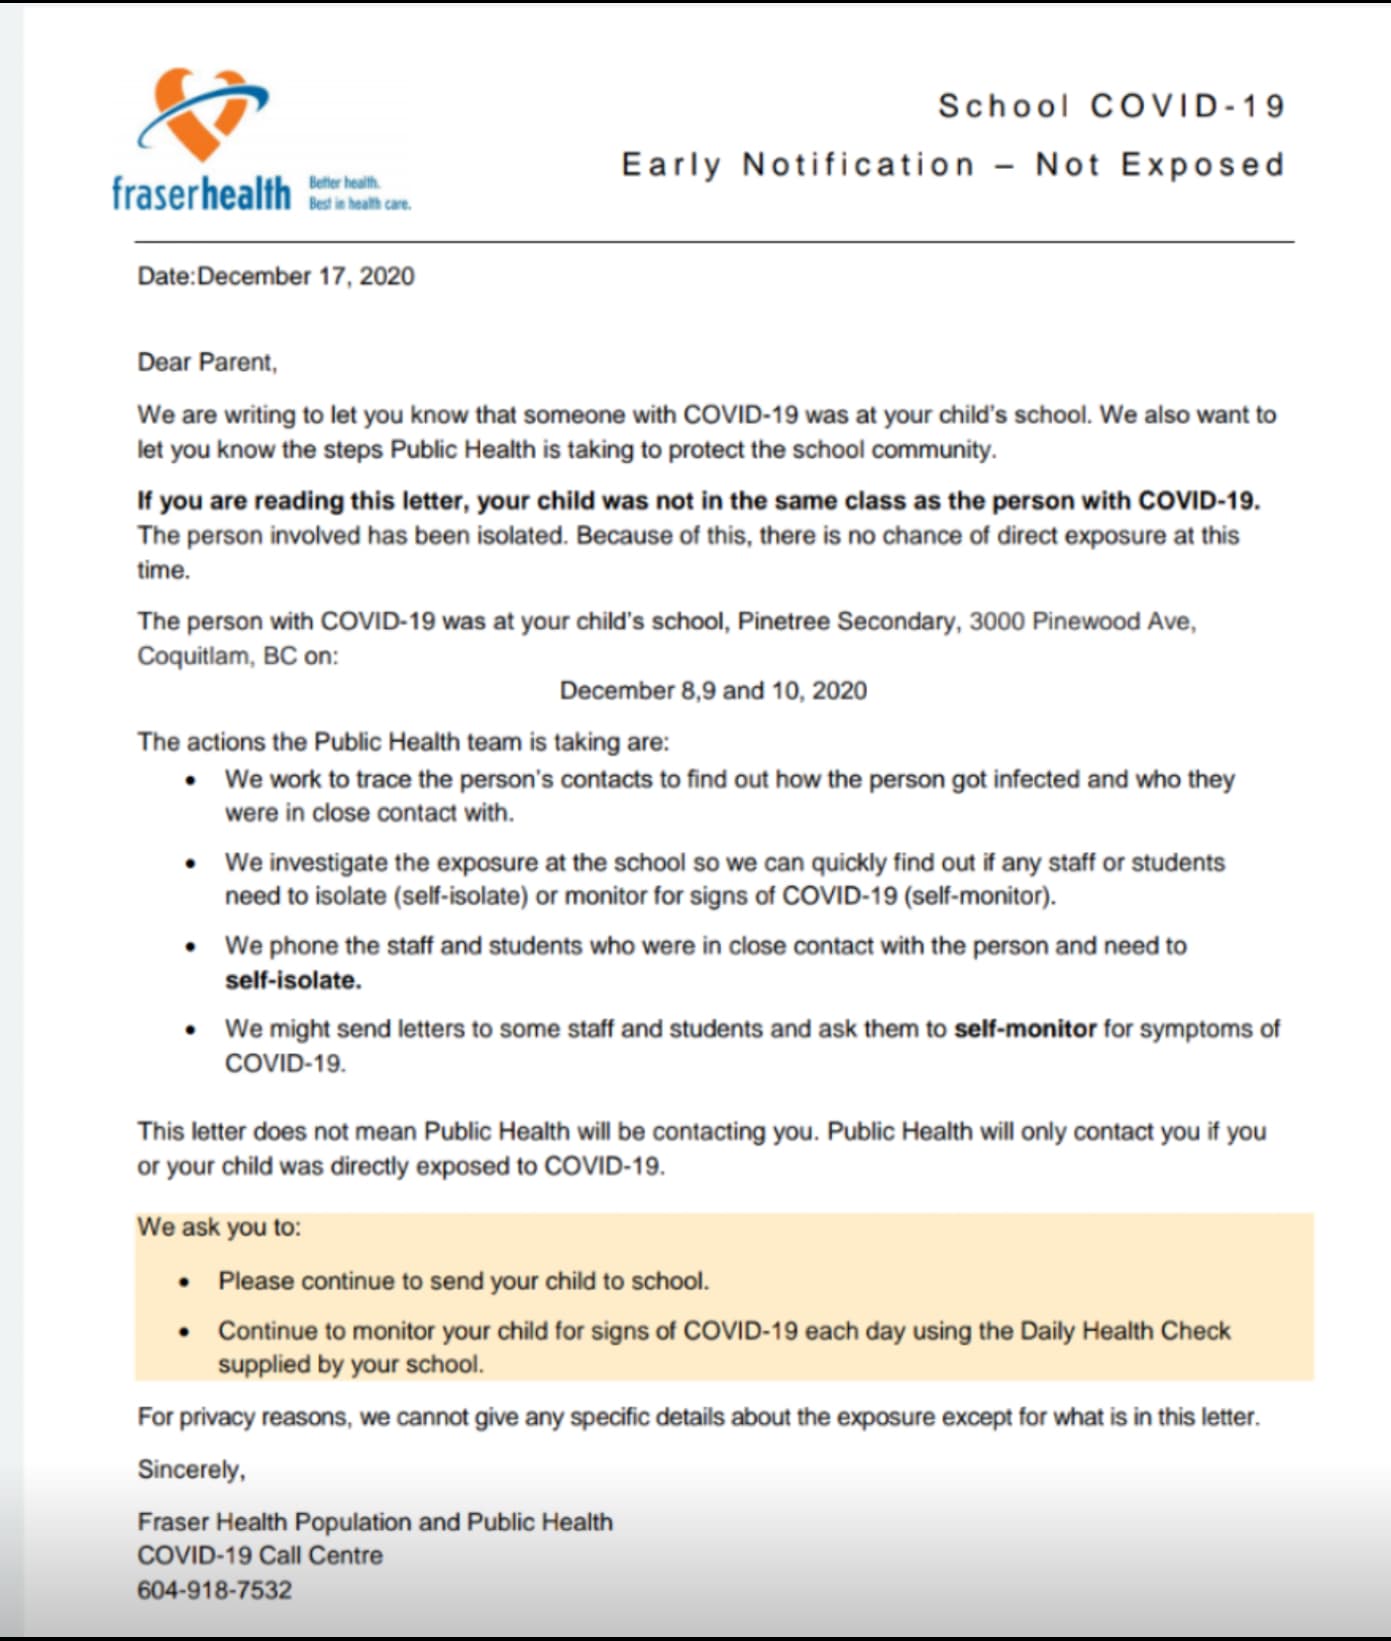 School COVID-19
Early Notification – Not Exposed
fraserhealth
Better health.
Best in health care.
Date:December 17, 2020
Dear Parent,
We are writing to let you know that someone with COVID-19 was at your child's school. We also want to
let you know the steps Public Health is taking to protect the school community.
If you are reading this letter, your child was not in the same class as the person with COVID-19.
The person involved has been isolated. Because of this, there is no chance of direct exposure at this
time.
The person with COVID-19 was at your child's school, Pinetree Secondary, 3000 Pinewood Ave,
Coquitlam, BC on:
December 8,9 and 10, 2020
The actions the Public Health team is taking are:
• We work to trace the person's contacts to find out how the person got infected and who they
were in close contact with.
• We investigate the exposure at the school so we can quickly find out if any staff or students
need to isolate (self-isolate) or monitor for signs of COVID-19 (self-monitor).
• We phone the staff and students who were in close contact with the person and need to
self-isolate.
• We might send letters to some staff and students and ask them to self-monitor for symptoms of
COVID-19.
This letter does not mean Public Health will be contacting you. Public Health will only contact you if you
or your child was directly exposed to COVID-19.
We ask you to:
• Please continue to send your child to school.
• Continue to monitor your child for signs of COVID-19 each day using the Daily Health Check
supplied by your school.
For privacy reasons, we cannot give any specific details about the exposure except for what is in this letter.
Sincerely,
Fraser Health Population and Public Health
COVID-19 Call Centre
604-918-7532